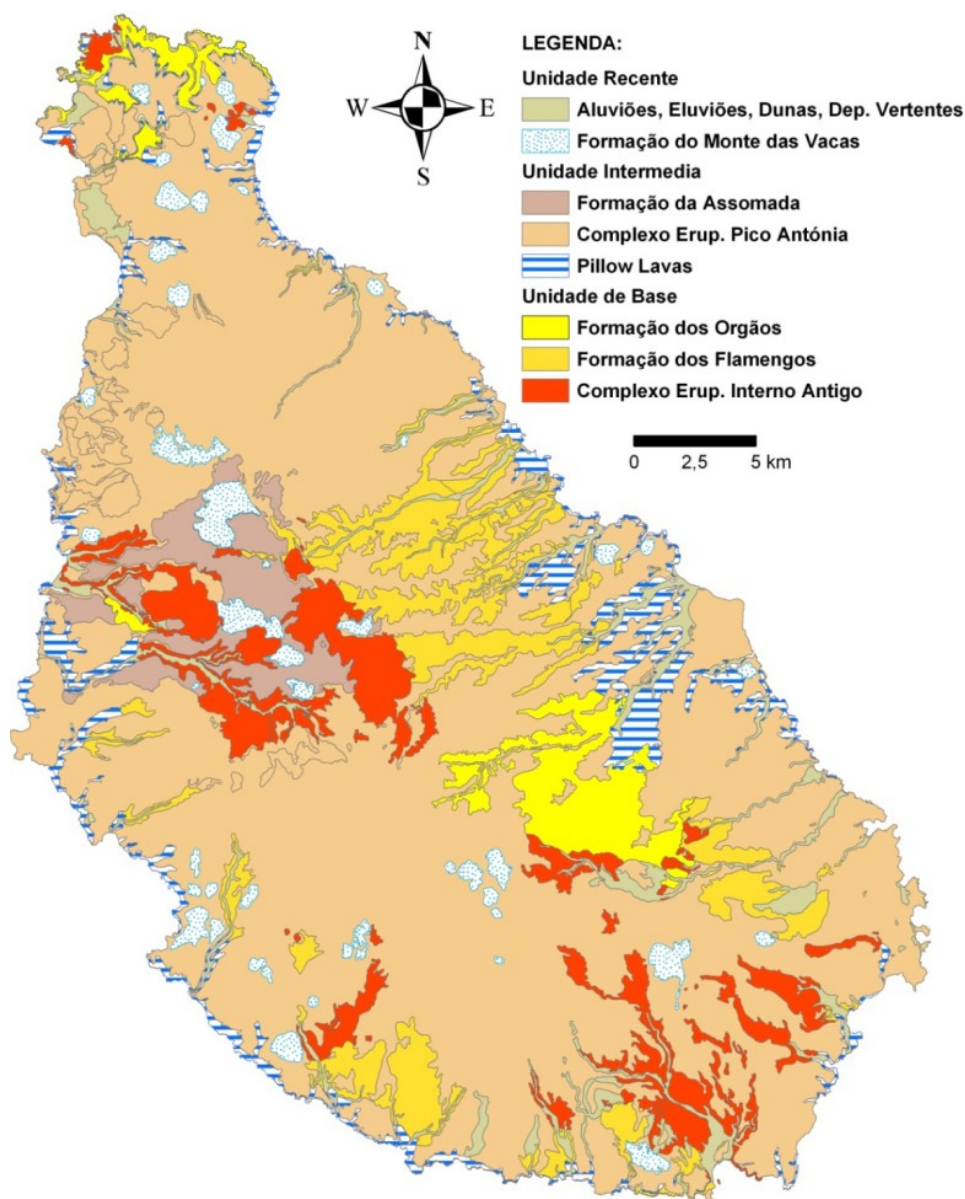 N
W E
S
LEGENDA:
Unidade Recente
Aluviões, Eluviões, Dunas, Dep. Vertentes
Formação do Monte das Vacas
Unidade Intermedia
Formação da Assomada
Complexo Erup. Pico Antónia
Pillow Lavas
Unidade de Base
Formação dos Orgãos
Formação dos Flamengos
Complexo Erup. Interno Antigo
0 2,5 5 km